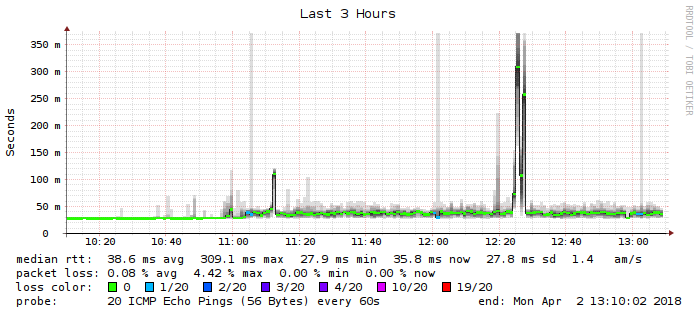 Last 3 Hours
RRDTOOL / TOBI OETIKER
Seconds
350 m
300 m
250 m
200 m
150 m
100 m
50 m
0
10:20 10:40 11:00 11:20 11:40 12:00 12:20 12:40 13:00
median rtt: 38.6 ms avg 309.1 ms max 27.9 ms min 35.8 ms now 27.8 ms sd 1.4 am/s
packet loss: 0.08 % avg 4.42 % max 0.00 % min 0.00 % now
loss color: 0 1/20 2/20 3/20 4/20 10/20 19/20
probe: 20 ICMP Echo Pings (56 Bytes) every 60s end: Mon Apr 2 13:10:02 2018